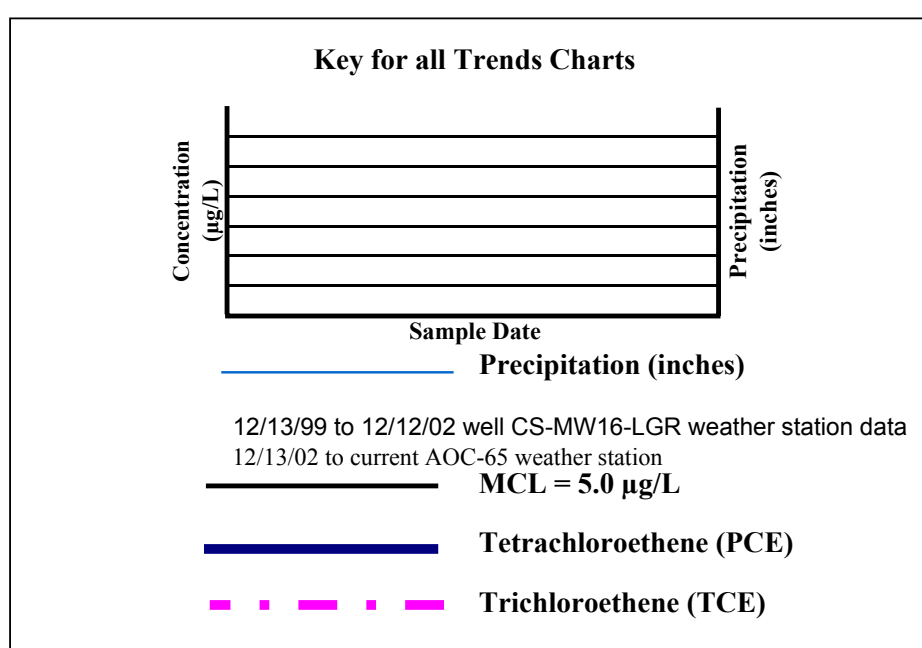 Key for all Trends Charts
Concentration
(µg/L)
Precipitation
(inches)
Sample Date
Precipitation (inches)
12/13/99 to 12/12/02 well CS-MW16-LGR weather station data
12/13/02 to current AOC-65 weather station
MCL = 5.0 µg/L
Tetrachloroethene (PCE)
Trichloroethene (TCE)